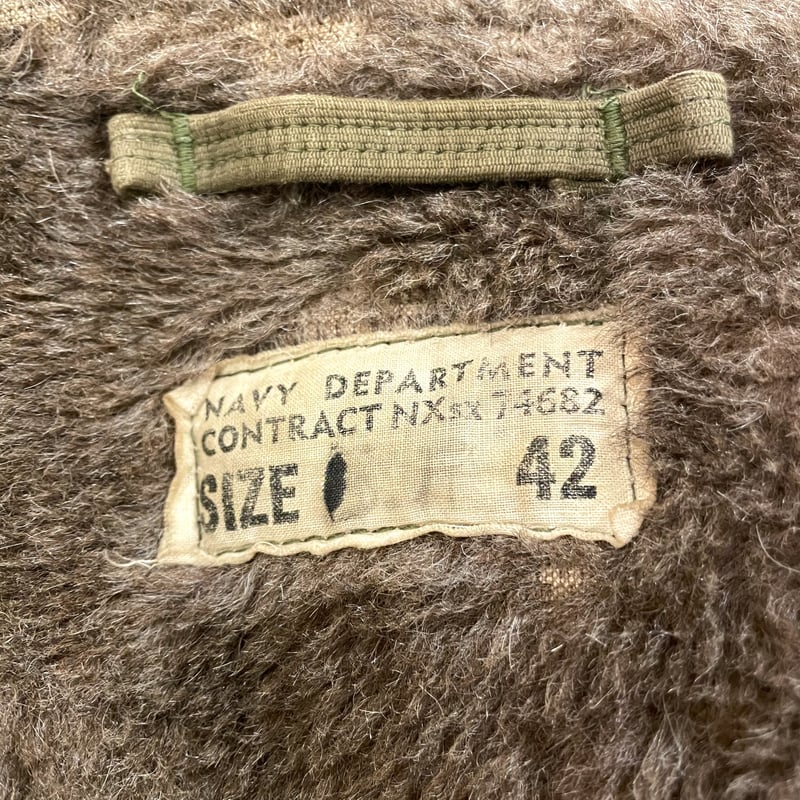 NAVY DEPARTMENT
CONTRACT NXsx 74682
SIZE 42